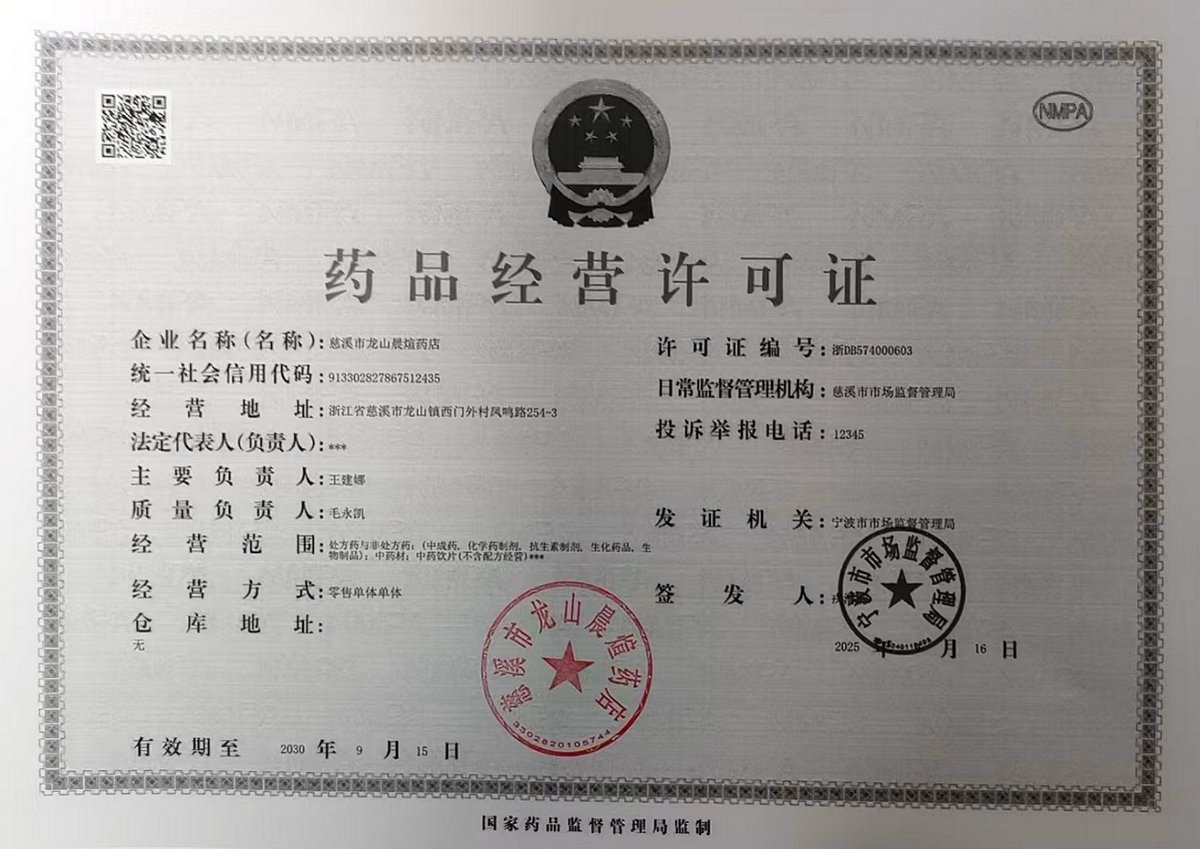 NMPA
药品经营许可证
企业名称(名称)：慈溪市龙山晨煊药店
统一社会信用代码：913302827867512435
经营地址：浙江省慈溪市龙山镇西门外村凤鸣路254-3
法定代表人(负责人)：***
主要负责人：王建娜
质量负责人：毛永凯
经营范围：处方药与非处方药：(中成药, 化学药制剂, 抗生素制剂, 生化药品, 生
物制品)；中药材；中药饮片(不含配方经营)***
经营方式：零售单体单体
仓库地址：
无
有效期至 2030 年 9 月 15 日
许可证编号：浙DB574000603
日常监督管理机构：慈溪市市场监督管理局
投诉举报电话：12345
发证机关：宁波市市场监督管理局
签发人：
宁波市市场监督管理局
2025 年 月 16 日
慈溪市龙山晨煊药店
3302820105744
国家药品监督管理局监制